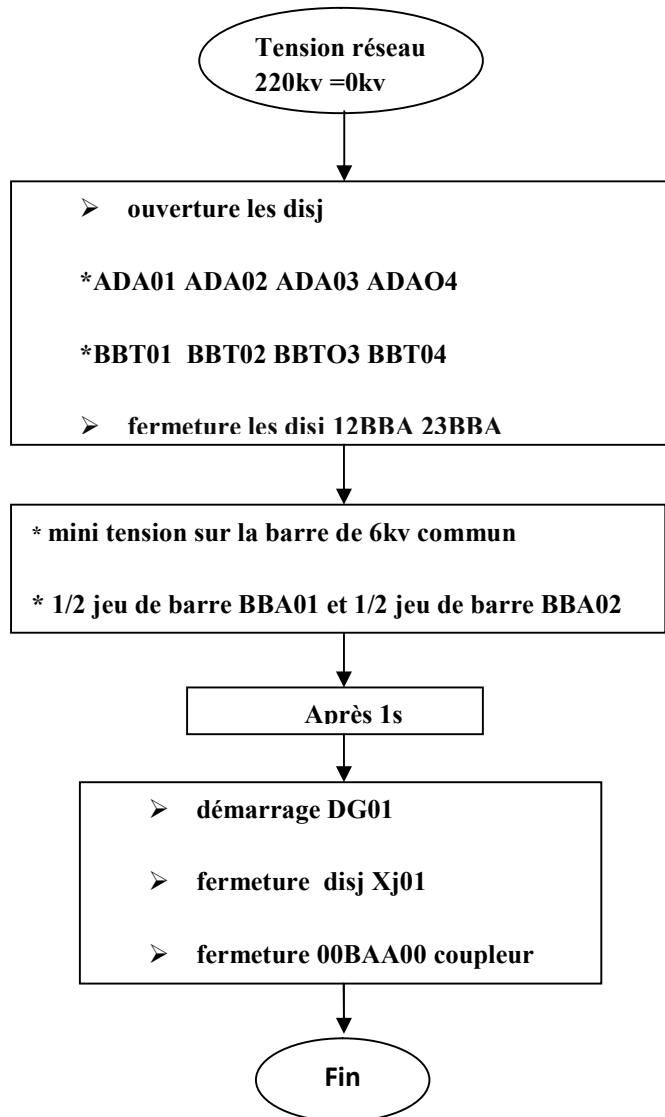 Tension réseau
220kv =0kv
➢ ouverture les disj
*ADA01 ADA02 ADA03 ADAO4
*BBT01 BBT02 BBTO3 BBT04
➢ fermeture les disj 12BBA 23BBA
* mini tension sur la barre de 6kv commun
* 1/2 jeu de barre BBA01 et 1/2 jeu de barre BBA02
Après 1s
➢ démarrage DG01
➢ fermeture disj Xj01
➢ fermeture 00BAA00 coupleur
Fin